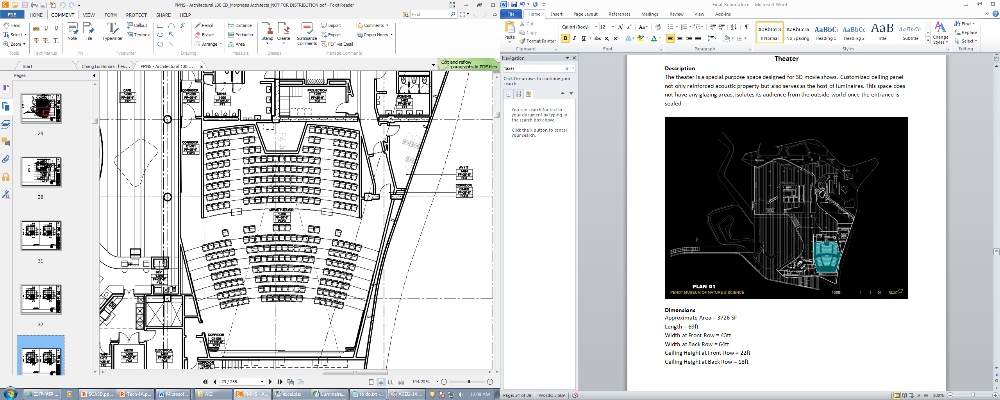 PMNS - Architectural 100 CD_Morphosis Architects_NOT FOR DISTRIBUTION.pdf - Foxit Reader
FILE HOME COMMENT VIEW FORM PROTECT SHARE HELP
Find
Hand
Select
Zoom
Tools
abc U U
T T T
Text Markup
Note File
Pin
Typewriter
Callout
Textbox
Typewriter
Pencil
Eraser
Arrange
Drawing
Distance
Perimeter
Area
Measure
Stamp Create
Stamps
Summarize Comments
Import
Export
FDF via Email
Comments
Popup Notes
Manage Comments
Start
Chang Liu Honors Thesi...
PMNS - Architectural 100 ...
Edit and reflow
paragraphs in PDF files
Pages
29
30
31
32
CAFE
1-006
FF+26'-6"
FC1
CORRIDOR
C1-030
FF+26'-6"
FCP3
MEN'S
1-020
FF+26'-6"
FT1
PROJECTION
1-021
FF+26'-6"
FC3
WOMEN'S
1-022
FF+26'-6"
FT1
CORRIDOR
C1-031
FF+26'-6"
FCP3
AV / IT
1-024
FF+26'-6"
FC3
CORRIDOR
C1-032
FF+26'-6"
FCP3
MOVIE THEATER
1-030
FF+26'-6"
FCP3
BEV
1-039
FF+26'-6"
FT2
CORRIDOR
C1-035
FF+22'-6"
FCP3
STAFF
1-011
FF+26'-6"
FT2
MECH
1-038
FF+26'-6"
FC3
ELECTRICAL
1-037
FF+26'-6"
FC3
CORRIDOR
C1-036
29 / 258
144.20%
工作·情感 ...
SCASD.pp...
Tech 4A.p...
Microsof...
AGI
PMNS - A...
excel.xlsx
Luminaire...
to do.txt -...
AGI32-14....
12:08 AM
Final_Report.docx - Microsoft Word
File Home Insert Page Layout References Mailings Review View Add-Ins
Paste
Cut
Copy
Format Painter
Clipboard
Calibri (Body) 12
B I U abc
Font
Paragraph
AaBbCcDc AaBbCcDc AaBbC AaBbCc AaB AaBbCc.
¶ Normal No Spacing Heading 1 Heading 2 Title Subtitle
Change Styles
Styles
Find
Replace
Select
Editing
Navigation
taxes
Click the arrows to continue your
search
You can search for text in
your document by typing in
the search box above.
Click the X button to cancel
your search.
Theater
Description
The theater is a special purpose space designed for 3D movie shows. Customized ceiling panel
not only reinforced acoustic property but also serves as the host of luminaires. This space does
not have any glazing areas, isolates its audience from the outside world once the entrance is
sealed.
PLAN 01
PEROT MUSEUM OF NATURE & SCIENCE
100ft | | | 0| N
Dimensions
Approximate Area = 3726 SF
Length = 69ft
Width at Front Row = 43ft
Width at Back Row = 64ft
Ceiling Height at Front Row = 22ft
Ceiling Height at Back Row = 18ft
Page: 24 of 38 Words: 5,569
100%